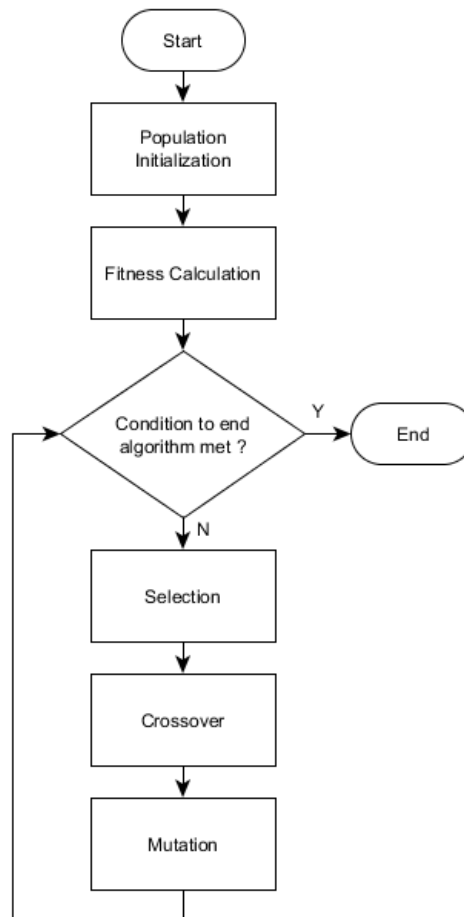 Start
Population
Initialization
Fitness Calculation
Condition to end
algorithm met ?
Y
End
N
Selection
Crossover
Mutation